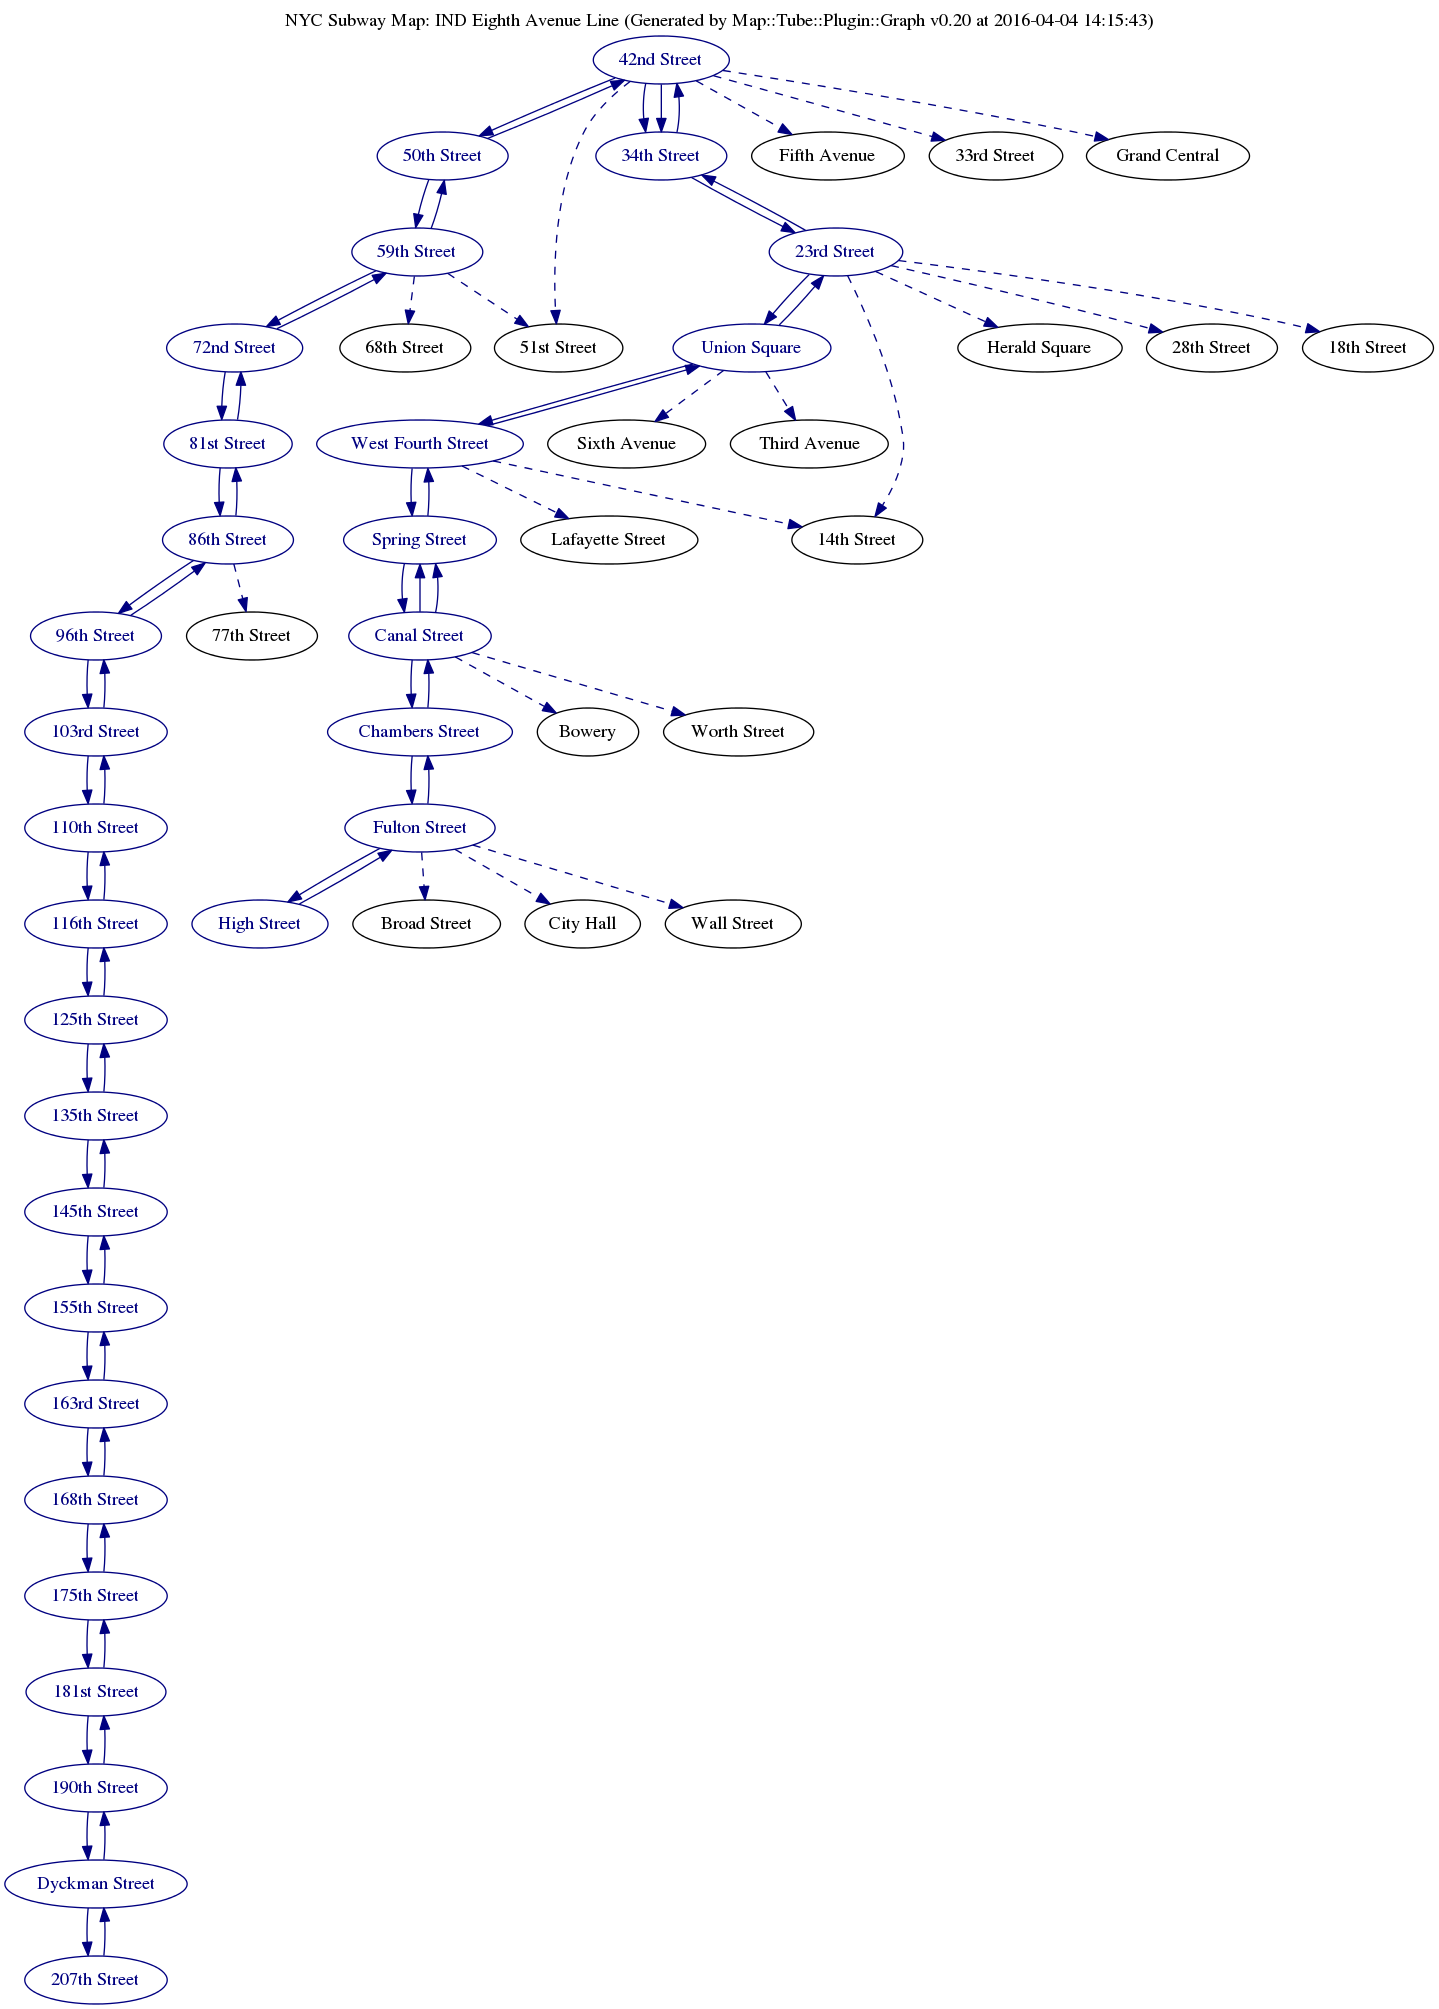 NYC Subway Map: IND Eighth Avenue Line (Generated by Map::Tube::Plugin::Graph v0.20 at 2016-04-04 14:15:43)
42nd Street
50th Street
34th Street
Fifth Avenue
33rd Street
Grand Central
59th Street
23rd Street
72nd Street
68th Street
51st Street
Union Square
Herald Square
28th Street
18th Street
81st Street
West Fourth Street
Sixth Avenue
Third Avenue
86th Street
Spring Street
Lafayette Street
14th Street
96th Street
77th Street
Canal Street
103rd Street
Chambers Street
Bowery
Worth Street
110th Street
Fulton Street
116th Street
High Street
Broad Street
City Hall
Wall Street
125th Street
135th Street
145th Street
155th Street
163rd Street
168th Street
175th Street
181st Street
190th Street
Dyckman Street
207th Street